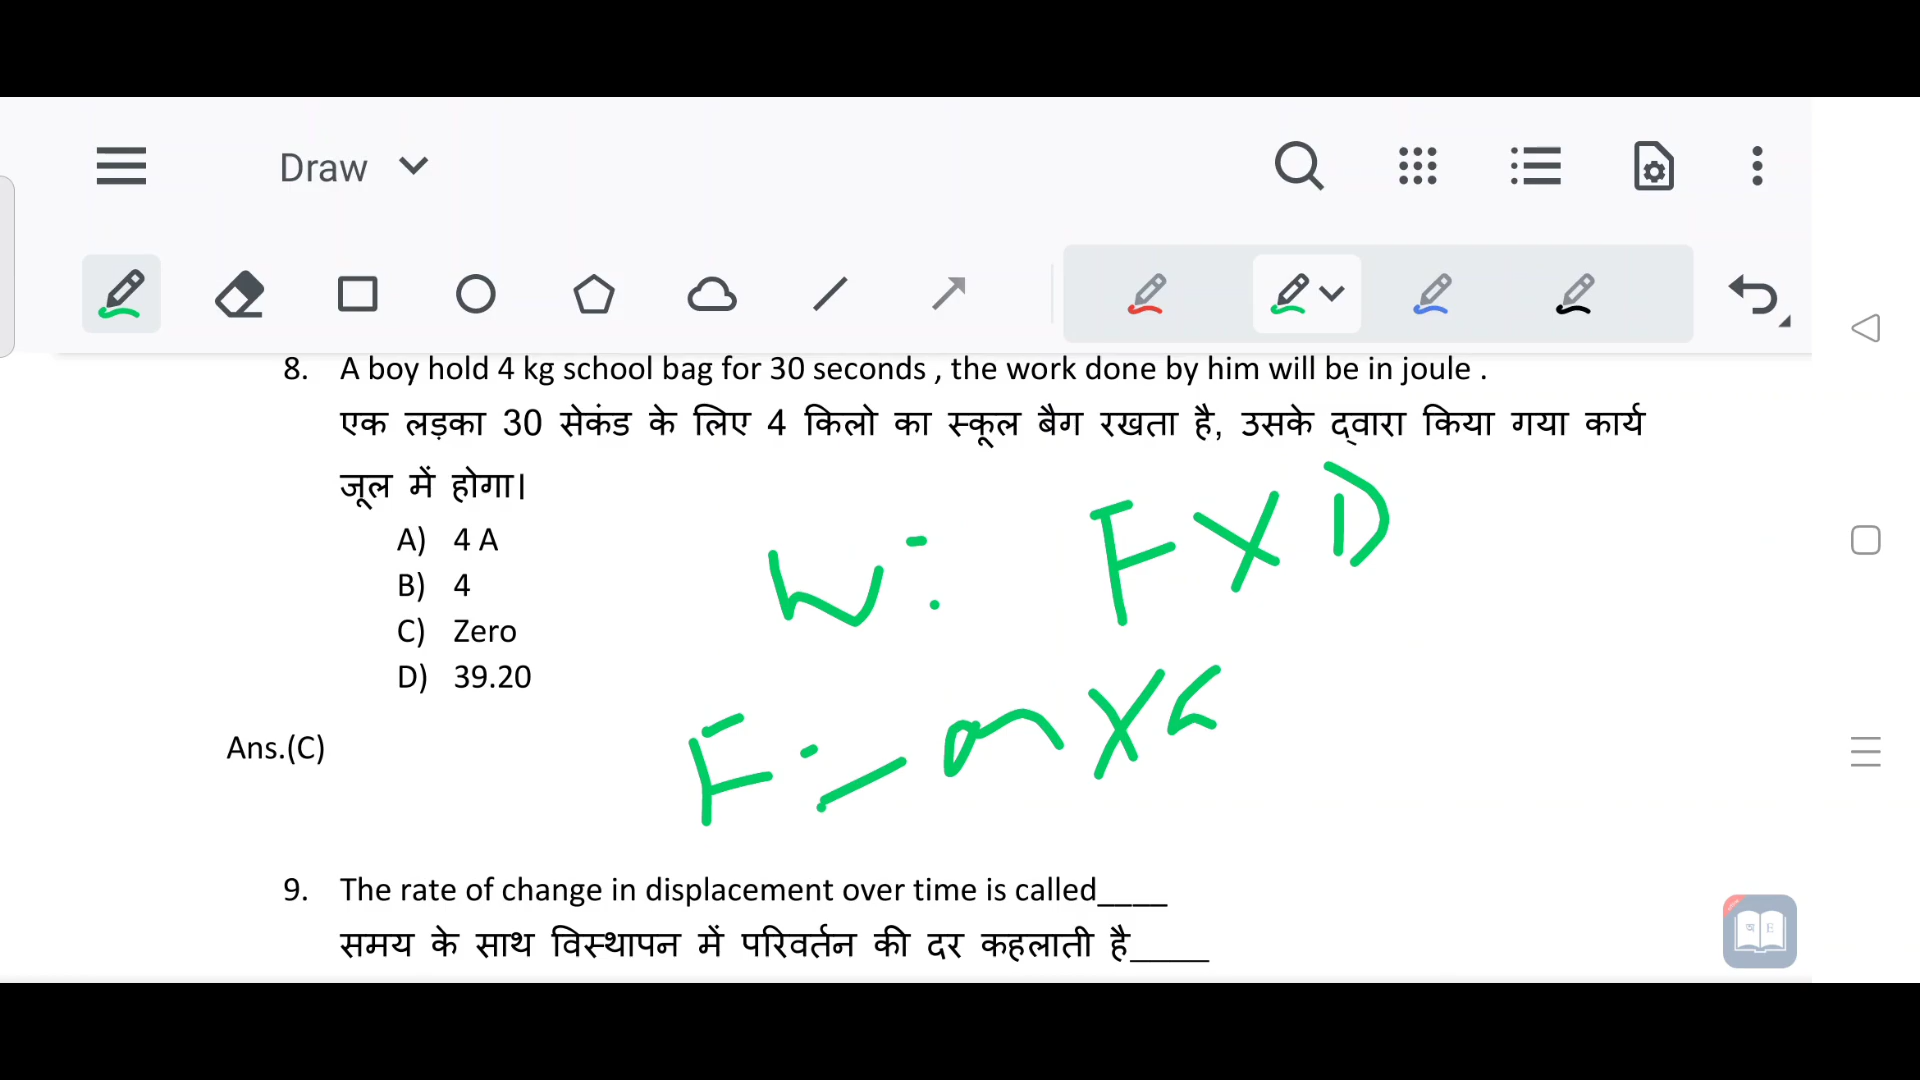 Draw
8. A boy hold 4 kg school bag for 30 seconds , the work done by him will be in joule .
एक लड़का 30 सेकंड के लिए 4 किलो का स्कूल बैग रखता है, उसके द्वारा किया गया कार्य
जूल में होगा।
A) 4 A
B) 4
C) Zero
D) 39.20
W = F X D
F = m X
Ans.(C)
9. The rate of change in displacement over time is called____
समय के साथ विस्थापन में परिवर्तन की दर कहलाती है_____
अ E